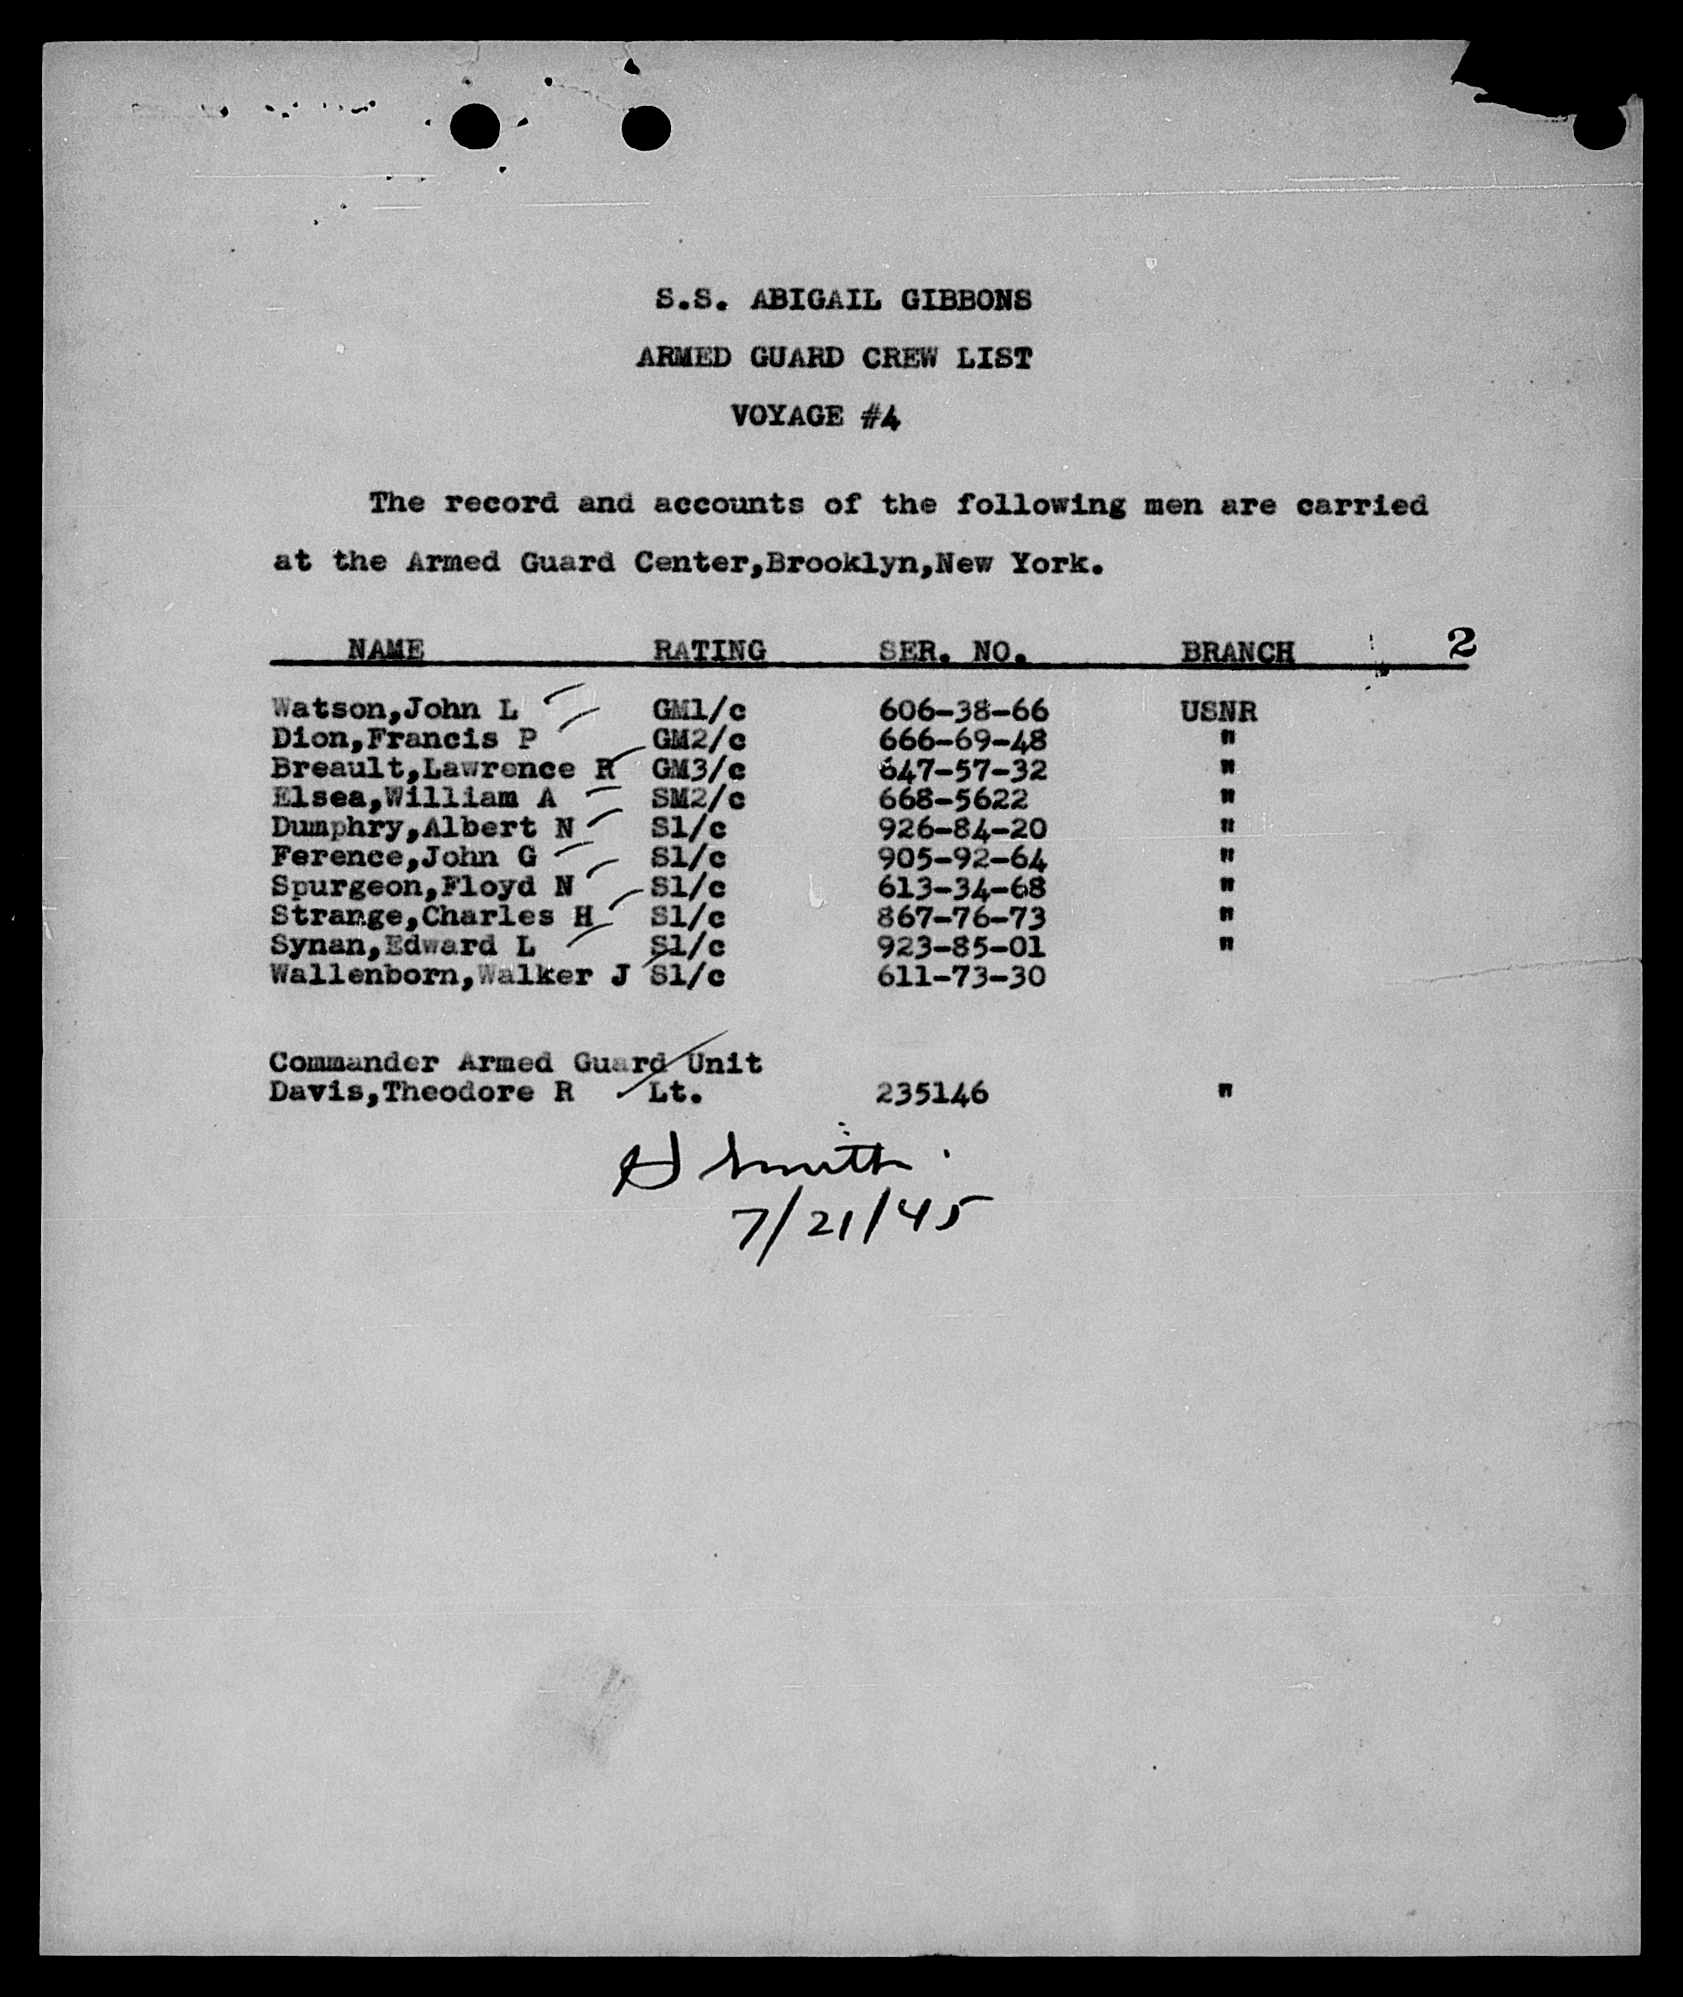 S.S. ABIGAIL GIBBONS
ARMED GUARD CREW LIST
VOYAGE #4
The record and accounts of the following men are carried
at the Armed Guard Center,Brooklyn,New York.
NAME RATING SER. NO. BRANCH 2
Watson,John L GM1/c 606-38-66 USNR
Dion,Francis P GM2/c 666-69-48 "
Breault,Lawrence R GM3/c 647-57-32 "
Elsea,William A SM2/c 668-5622 "
Dumphry,Albert N S1/c 926-84-20 "
Ference,John G S1/c 905-92-64 "
Spurgeon,Floyd N S1/c 613-34-68 "
Strange,Charles H S1/c 867-76-73 "
Synan,Edward L S1/c 923-85-01 "
Wallenborn,Walker J S1/c 611-73-30
Commander Armed Guard Unit
Davis,Theodore R Lt. 235146 "
H Smith
7/21/45